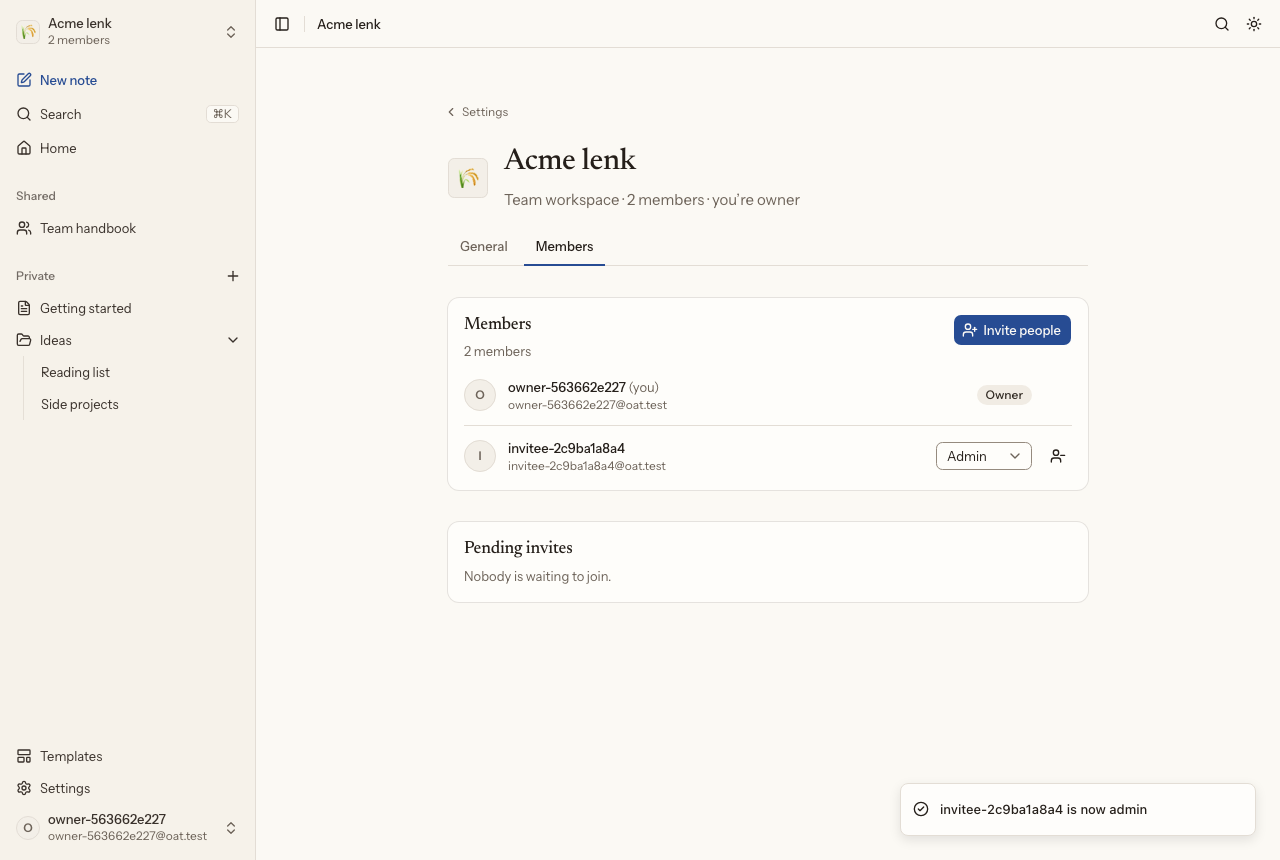 Acme lenk
2 members
New note
Search ⌘K
Home
Shared
Team handbook
Private
Getting started
Ideas
Reading list
Side projects
Templates
Settings
O
owner-563662e227
owner-563662e227@oat.test
Acme lenk
Settings
Acme lenk
Team workspace · 2 members · you're owner
General Members
Members
Invite people
2 members
O
owner-563662e227 (you)
owner-563662e227@oat.test
Owner
I
invitee-2c9ba1a8a4
invitee-2c9ba1a8a4@oat.test
Admin
Pending invites
Nobody is waiting to join.
invitee-2c9ba1a8a4 is now admin